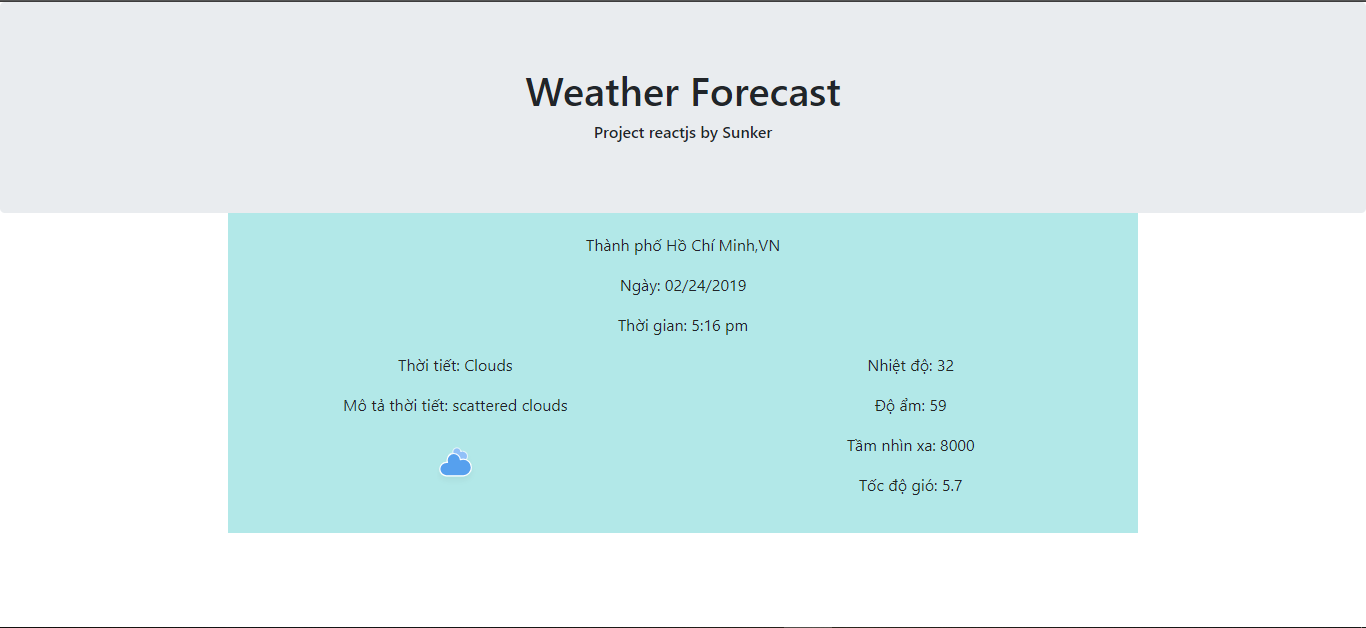 Weather Forecast
Project reactjs by Sunker
Thành phố Hồ Chí Minh,VN
Ngày: 02/24/2019
Thời gian: 5:16 pm
Thời tiết: Clouds
Mô tả thời tiết: scattered clouds
Nhiệt độ: 32
Độ ẩm: 59
Tầm nhìn xa: 8000
Tốc độ gió: 5.7